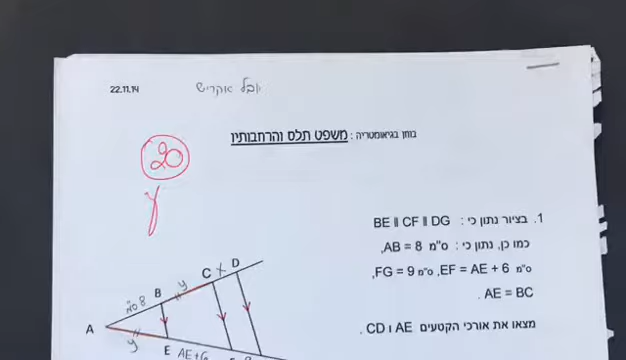 22.11.14
יובל אוקריש
בוחן בגיאומטריה : משפט תלס והרחבותיו
20
1. בציור נתון כי : BE ‖ CF ‖ DG
כמו כן, נתון כי : AB = 8 ס"מ,
EF = AE + 6 ס"מ, FG = 9 ס"מ,
AE = BC .
מצאו את אורכי הקטעים AE ו CD.
D
C X
y
B
8 ס"מ
A
y
E AE+6